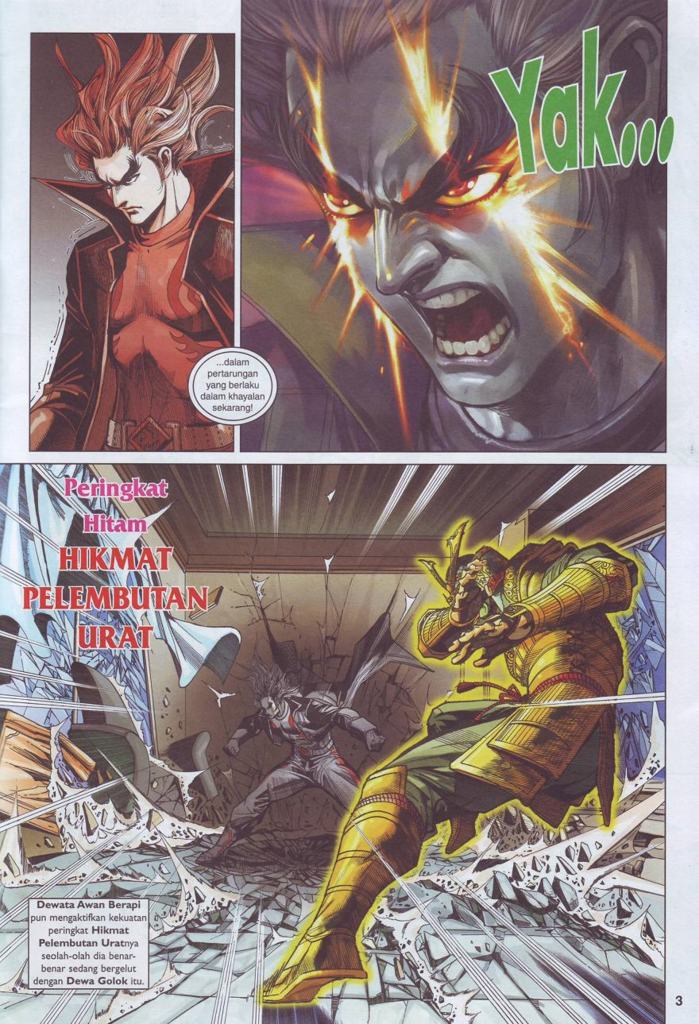 ...dalam
pertarungan
yang berlaku
dalam khayalan
sekarang!
Yak...
Peringkat
Hitam
HIKMAT
PELEMBUTAN
URAT
Dewata Awan Berapi
pun mengaktifkan kekuatan
peringkat Hikmat
Pelembutan Uratnya
seolah-olah dia benar-
benar sedang bergelut
dengan Dewa Golok itu.
3